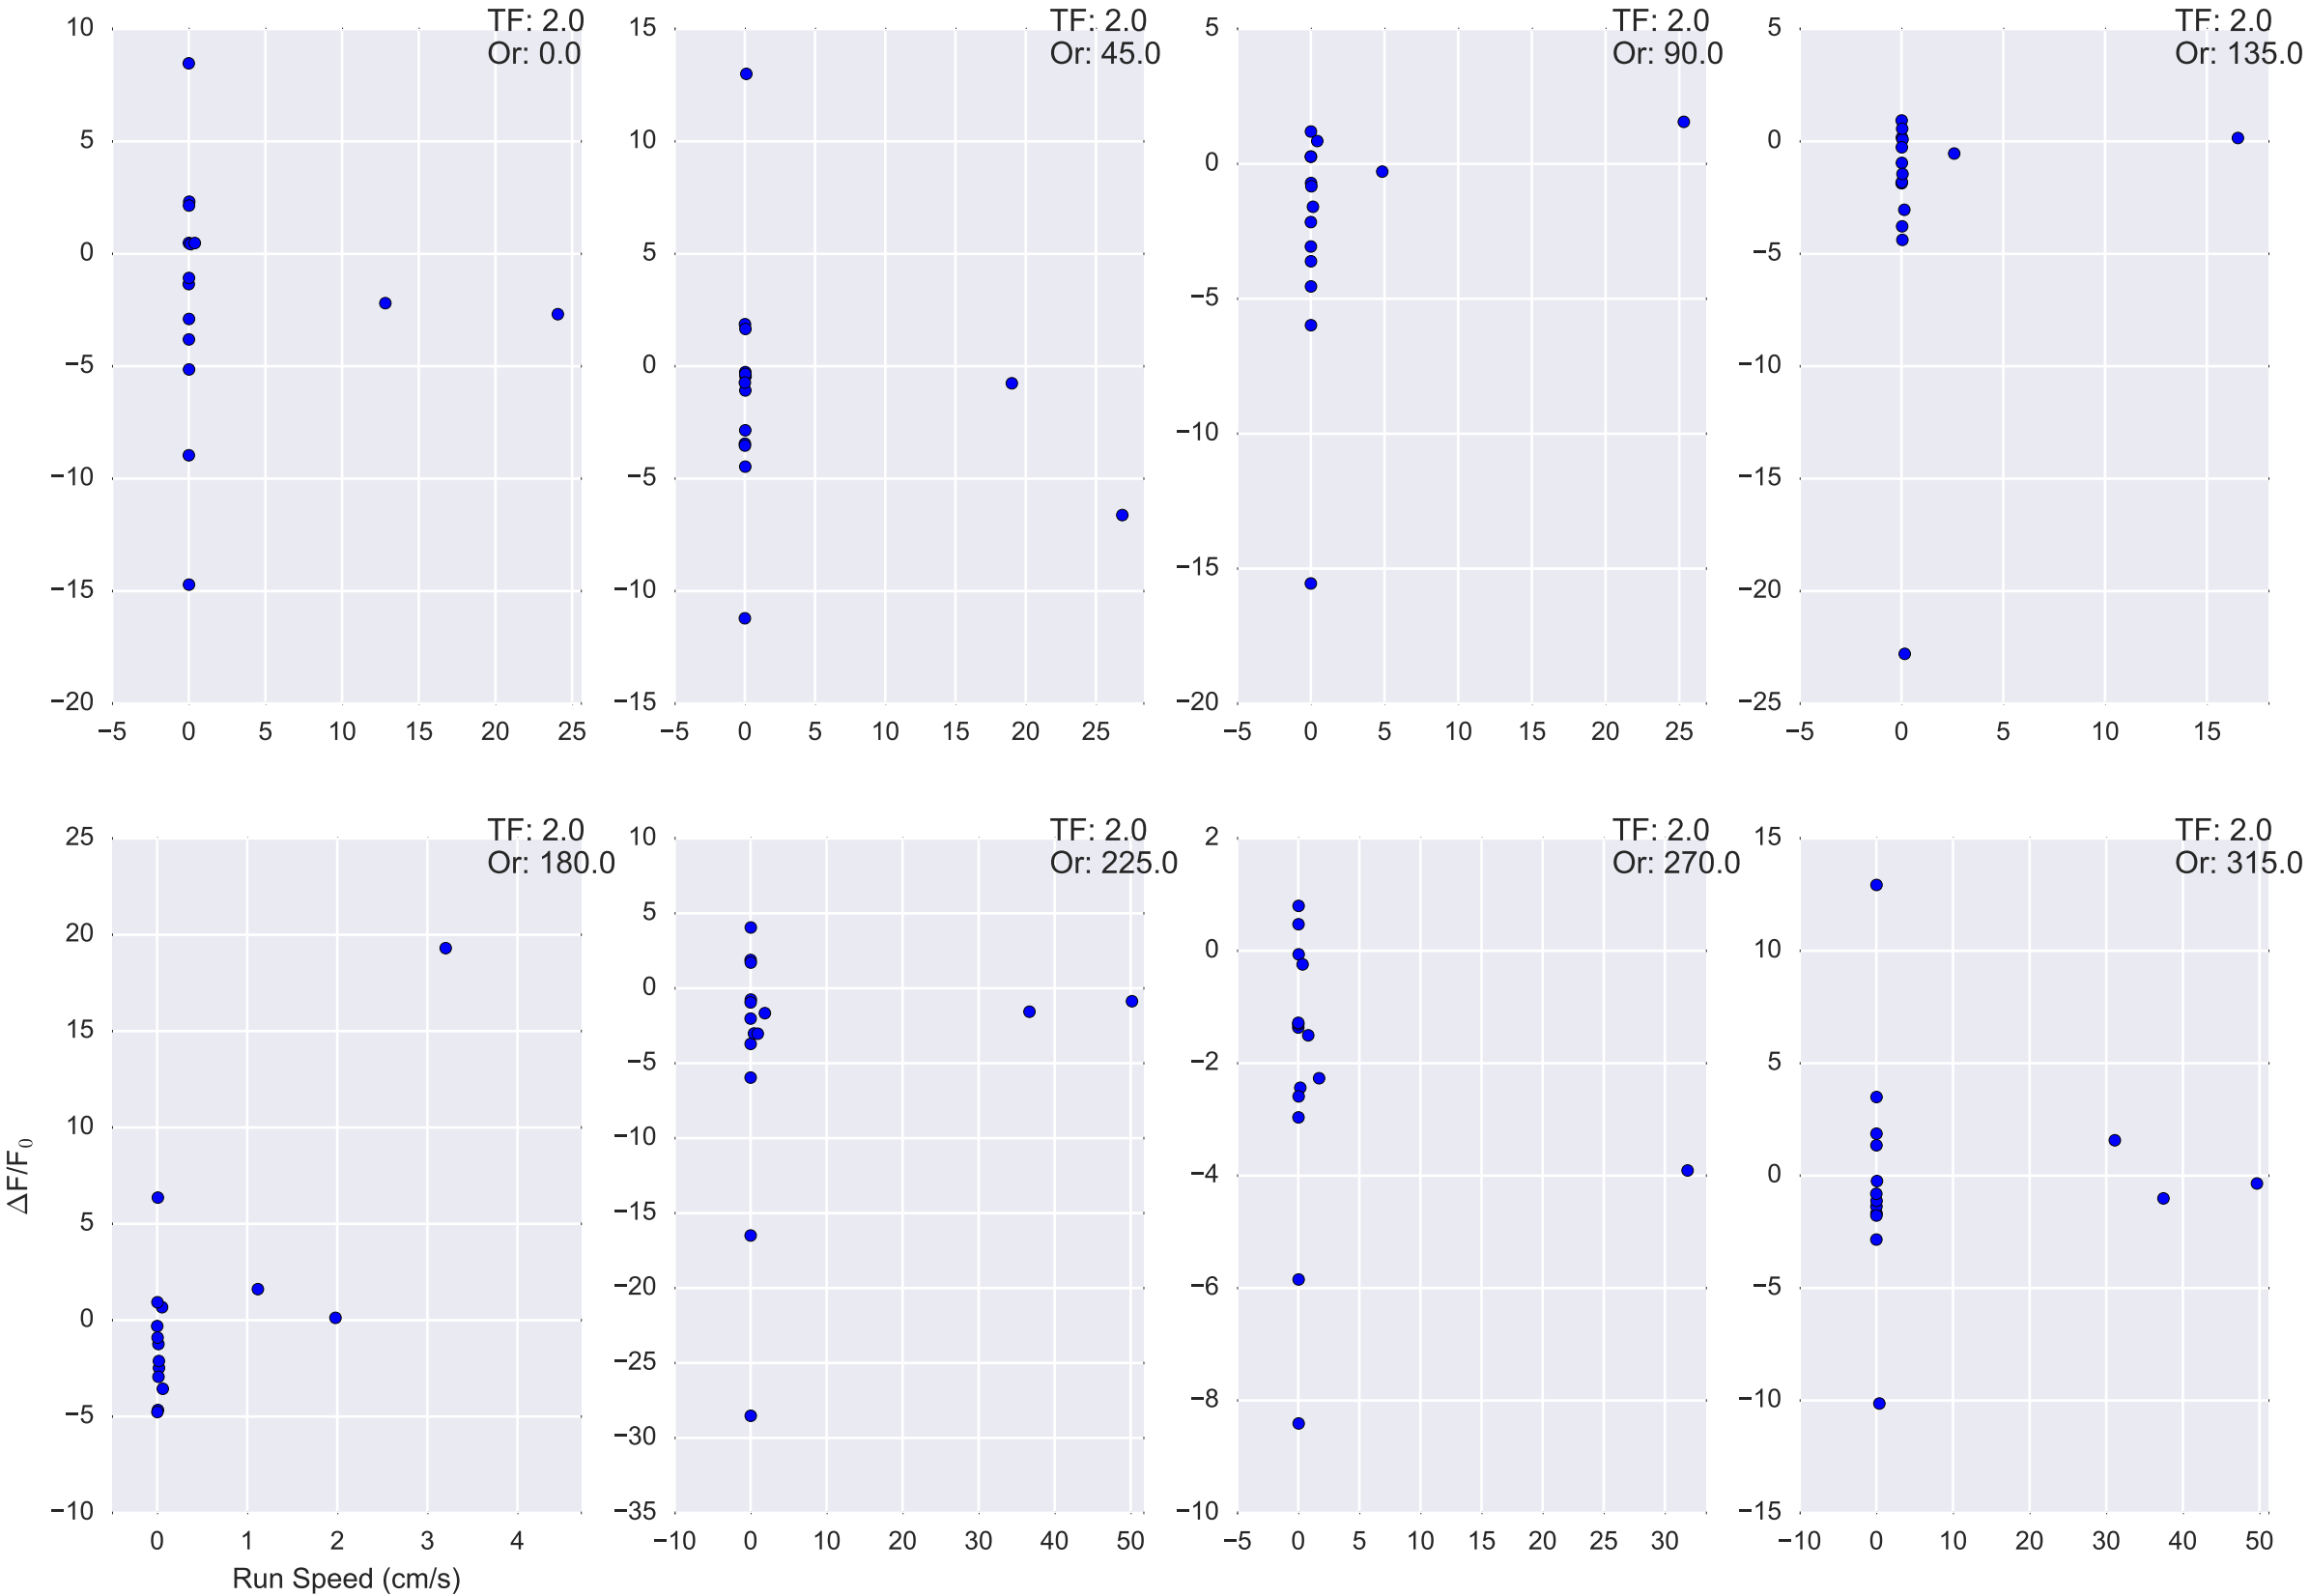 TF: 2.0
Or: 0.0
10
5
0
−5
−10
−15
−20
−5 0 5 10 15 20 25
TF: 2.0
Or: 45.0
15
10
5
0
−5
−10
−15
−5 0 5 10 15 20 25
TF: 2.0
Or: 90.0
5
0
−5
−10
−15
−20
−5 0 5 10 15 20 25
TF: 2.0
Or: 135.0
5
0
−5
−10
−15
−20
−25
−5 0 5 10 15
TF: 2.0
Or: 180.0
25
20
15
10
5
0
−5
−10
ΔF/F₀
0 1 2 3 4
Run Speed (cm/s)
TF: 2.0
Or: 225.0
10
5
0
−5
−10
−15
−20
−25
−30
−35
−10 0 10 20 30 40 50
TF: 2.0
Or: 270.0
2
0
−2
−4
−6
−8
−10
−5 0 5 10 15 20 25 30
TF: 2.0
Or: 315.0
15
10
5
0
−5
−10
−15
−10 0 10 20 30 40 50